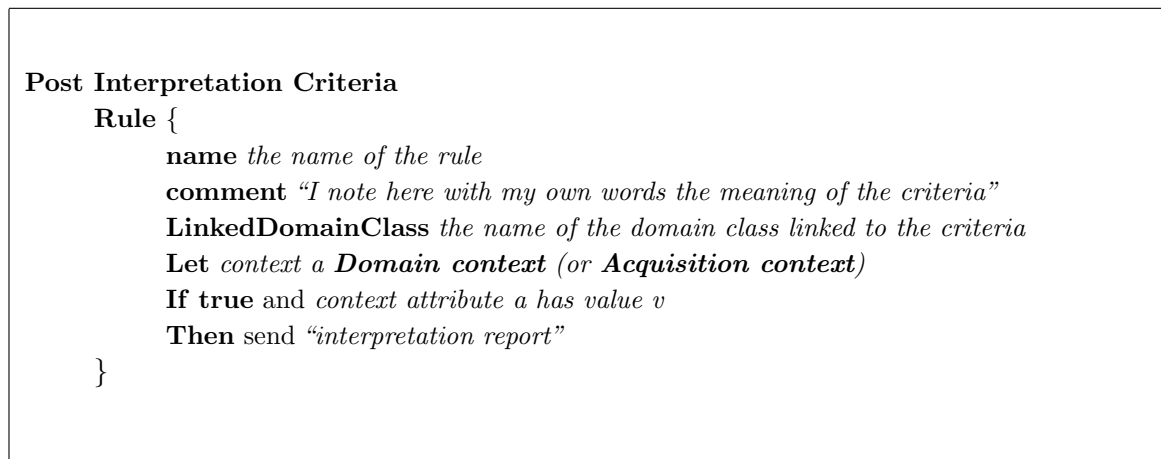 Post Interpretation Criteria
Rule {
name the name of the rule
comment “I note here with my own words the meaning of the criteria”
LinkedDomainClass the name of the domain class linked to the criteria
Let context a Domain context (or Acquisition context)
If true and context attribute a has value v
Then send “interpretation report”
}